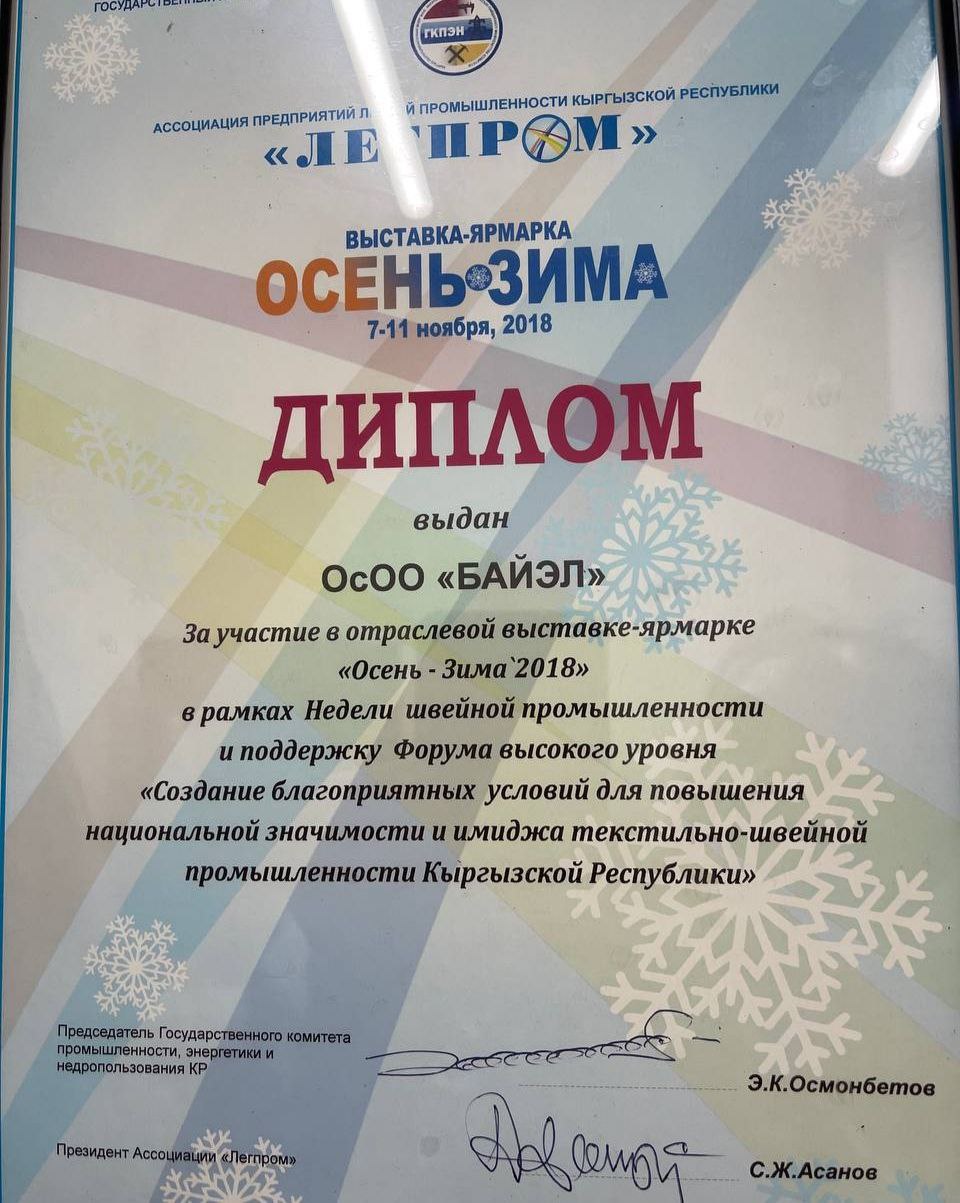 ГОСУДАРСТВЕННЫЙ
ГКПЭН
АССОЦИАЦИЯ ПРЕДПРИЯТИЙ ЛЕГКОЙ ПРОМЫШЛЕННОСТИ КЫРГЫЗСКОЙ РЕСПУБЛИКИ
«ЛЕГПРОМ»
ВЫСТАВКА-ЯРМАРКА
ОСЕНЬ-ЗИМА
7-11 ноября, 2018
ДИПЛОМ
выдан
ОсОО «БАЙЭЛ»
За участие в отраслевой выставке-ярмарке
«Осень - Зима`2018»
в рамках Недели швейной промышленности
и поддержку Форума высокого уровня
«Создание благоприятных условий для повышения
национальной значимости и имиджа текстильно-швейной
промышленности Кыргызской Республики»
Председатель Государственного комитета
промышленности, энергетики и
недропользования КР
Э.К.Осмонбетов
Президент Ассоциации «Легпром»
С.Ж.Асанов